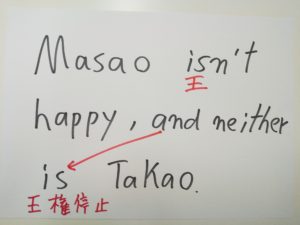 Masao isn't
王
happy, and neither
is Takao.
王権停止